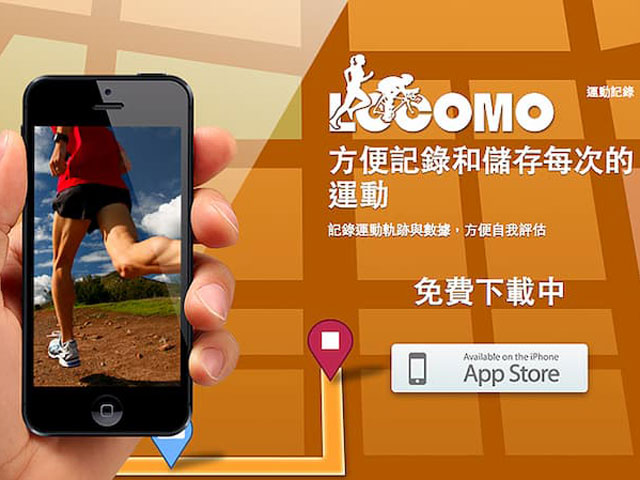 運動記錄
LOCOMO
方便記錄和儲存每次的
運動
記錄運動軌跡與數據，方便自我評估
免費下載中
Available on the iPhone
App Store